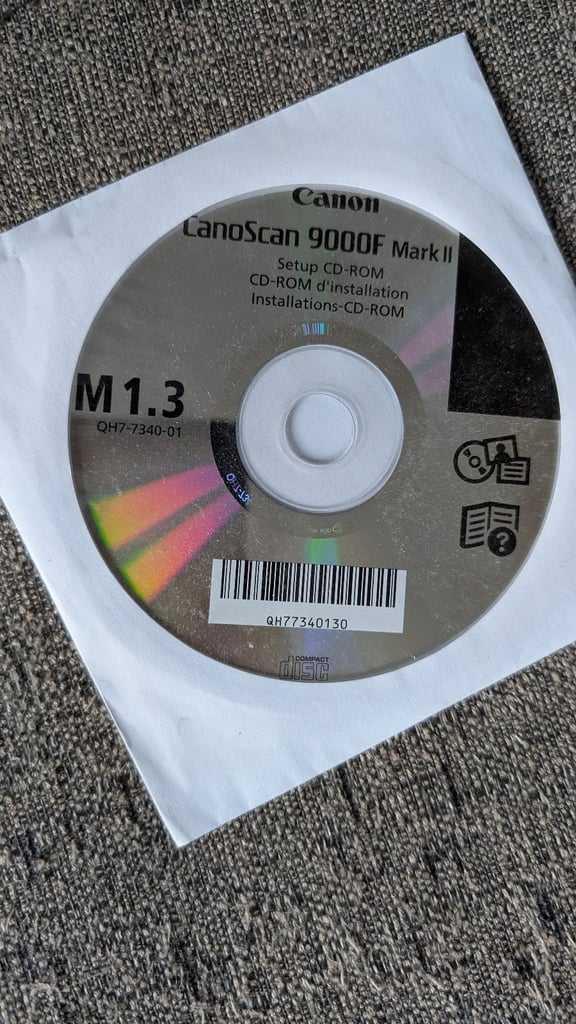 Canon
CanoScan 9000F Mark II
Setup CD-ROM
CD-ROM d'installation
Installations-CD-ROM
M 1.3
QH7-7340-01
?
QH77340130
COMPACT
disc